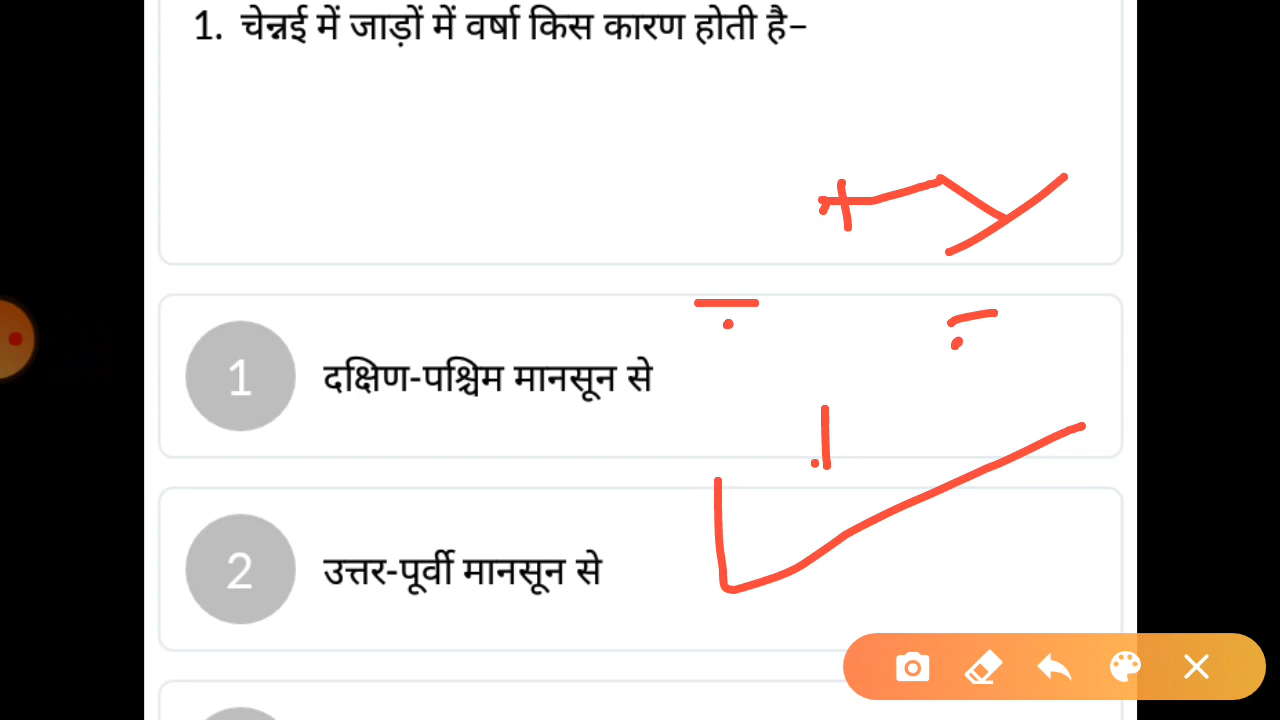 1. चेन्नई में जाड़ों में वर्षा किस कारण होती है–
1 दक्षिण-पश्चिम मानसून से
2 उत्तर-पूर्वी मानसून से